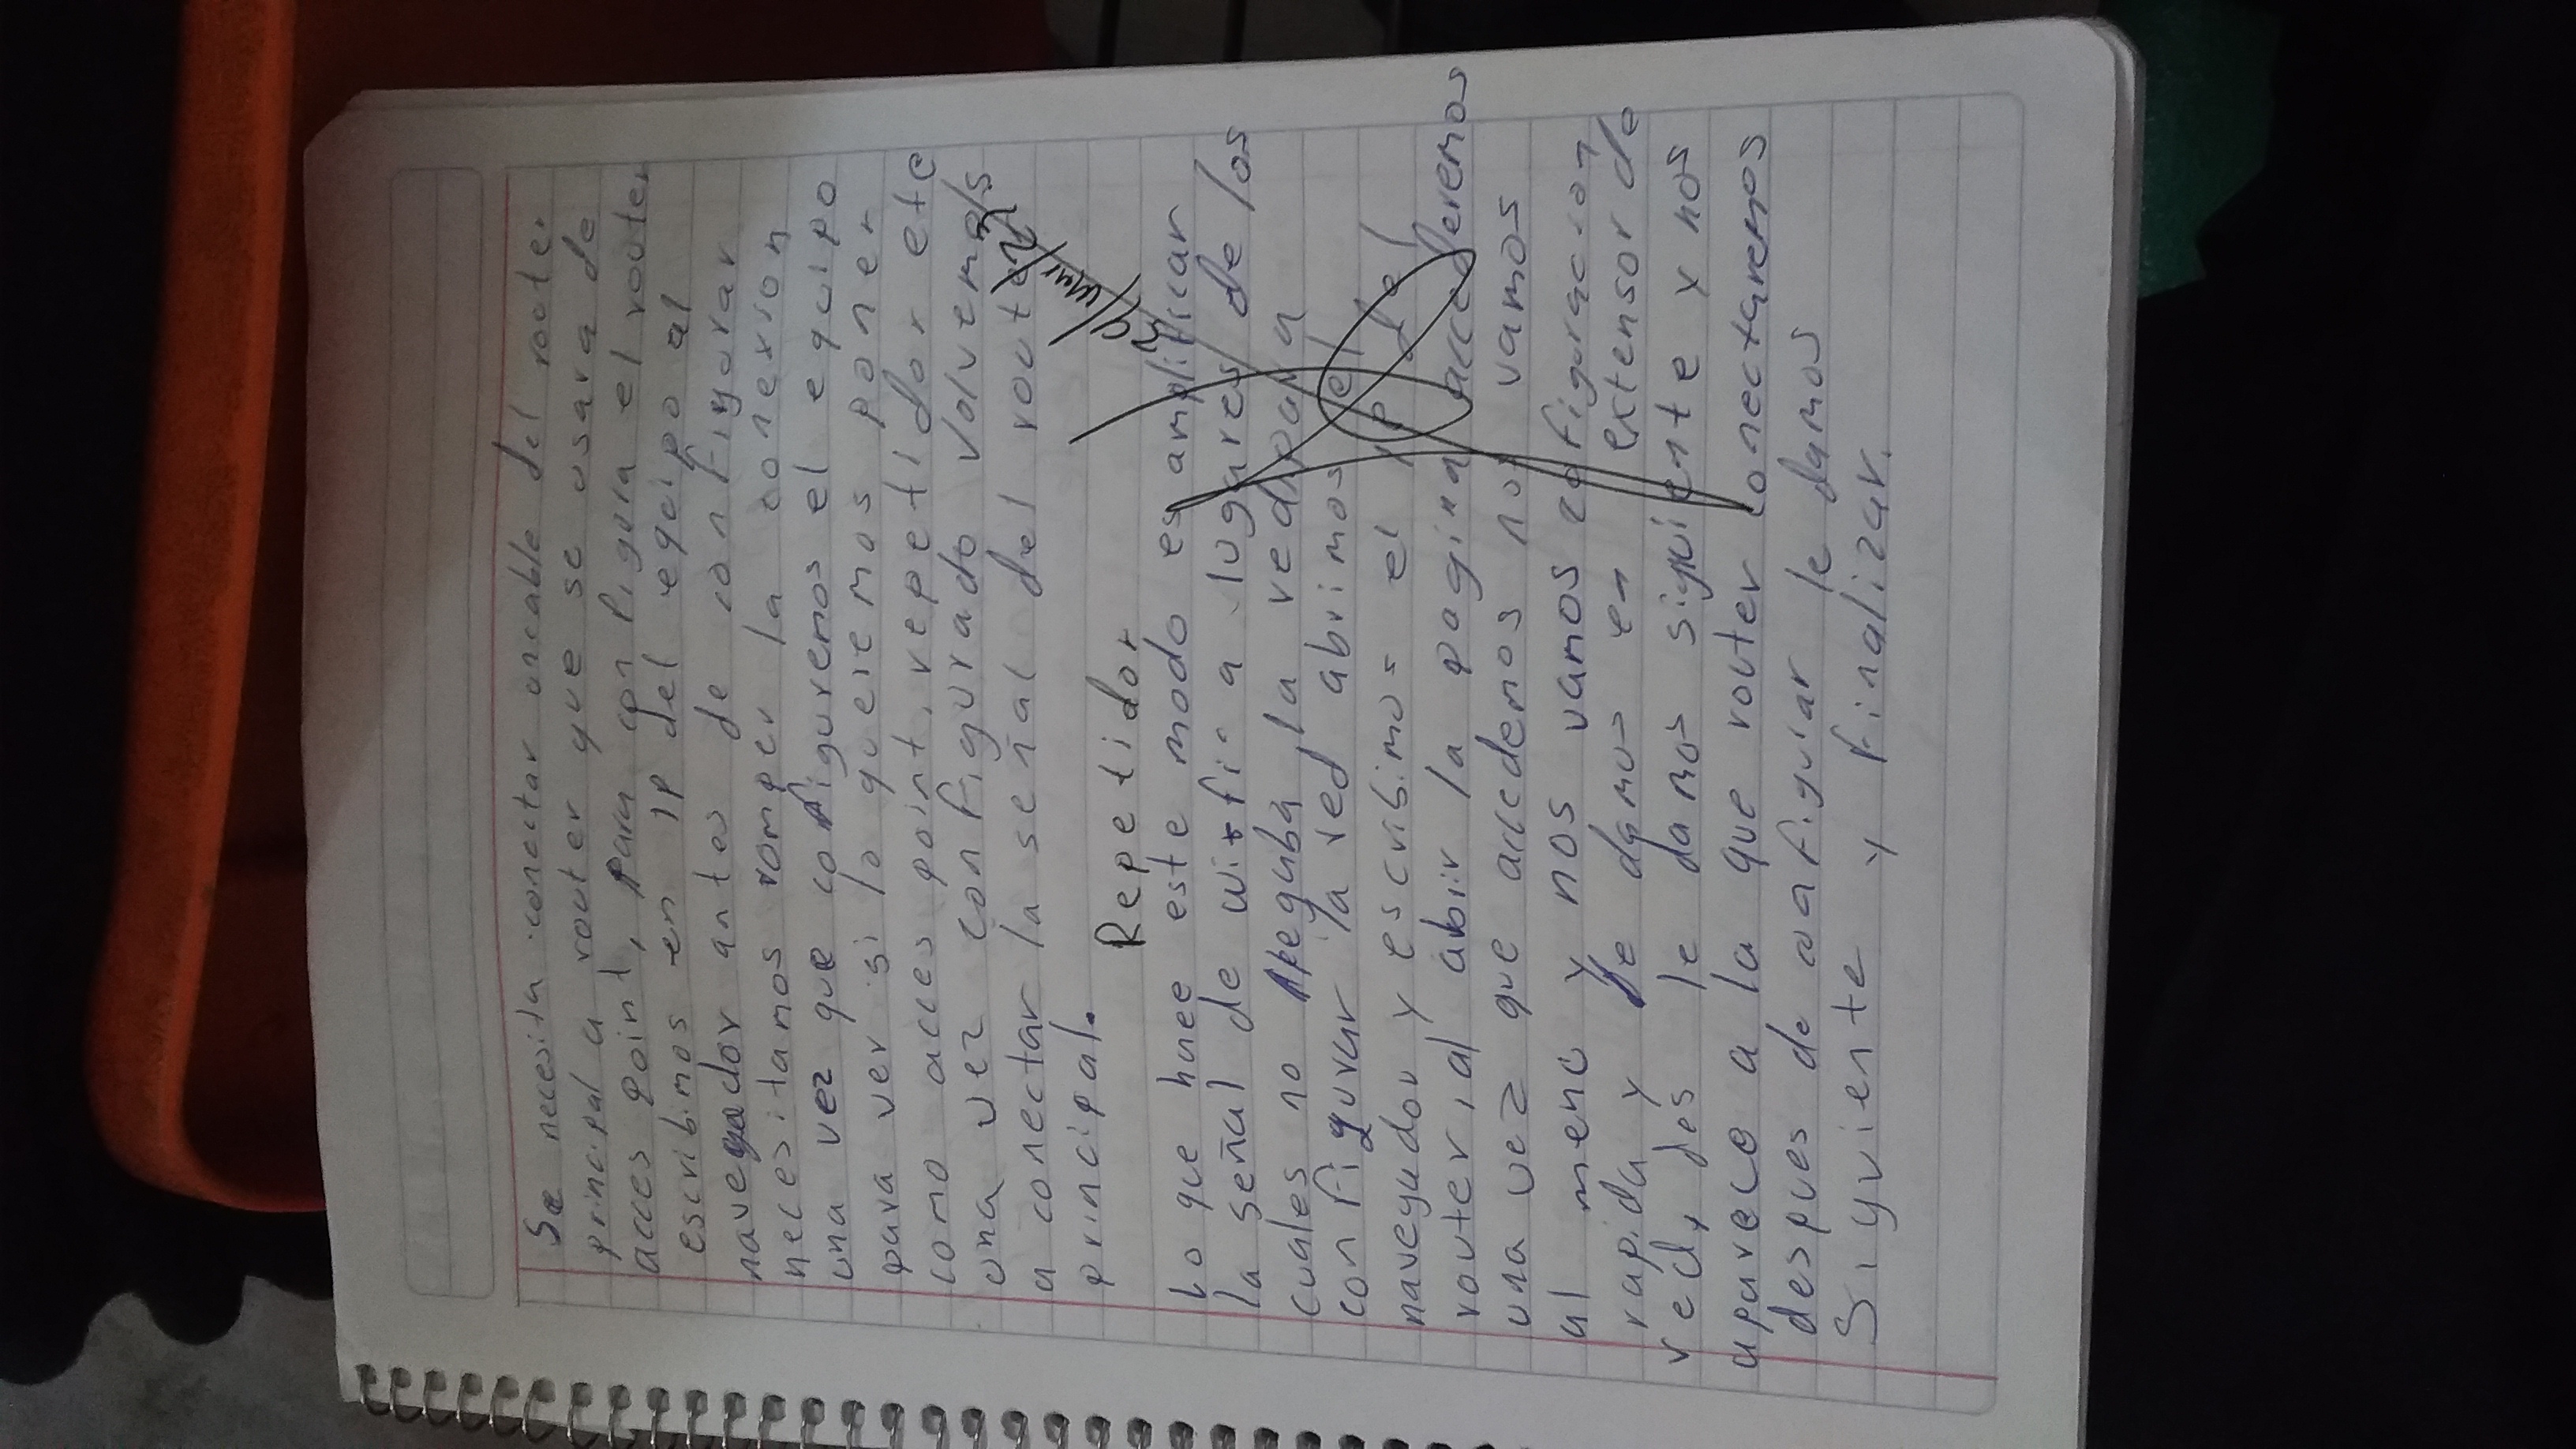 Se necesita conectar uncable del router
principal a router que se usara de
acces point, para configura el router
escribimos en IP del equipo al
navegador antes de configurar
necesitamos romper la conexion
una vez que cofiguremos el equipo
para ver si lo queremos poner
como acces point, repetidor etc
una vez configurado volvemos
a conectar la señal del router
principal.
Repetidor
29/Mar/23
Lo que hace este modo es amplificar
la señal de wi-fi a lugares de los
cuales no llegaba la red para
configurar la red abrimos el
navegador y escribimos el IP del
router, al abrir la pagina accederemos
una vez que accedemos nos vamos
al menu y nos vamos cofiguracion
rapida y le damos en extensor de
red, des le damos siguiente y nos
aparece a la que router conectaremos
despues de configurar le damos
Siguiente y finalizar.